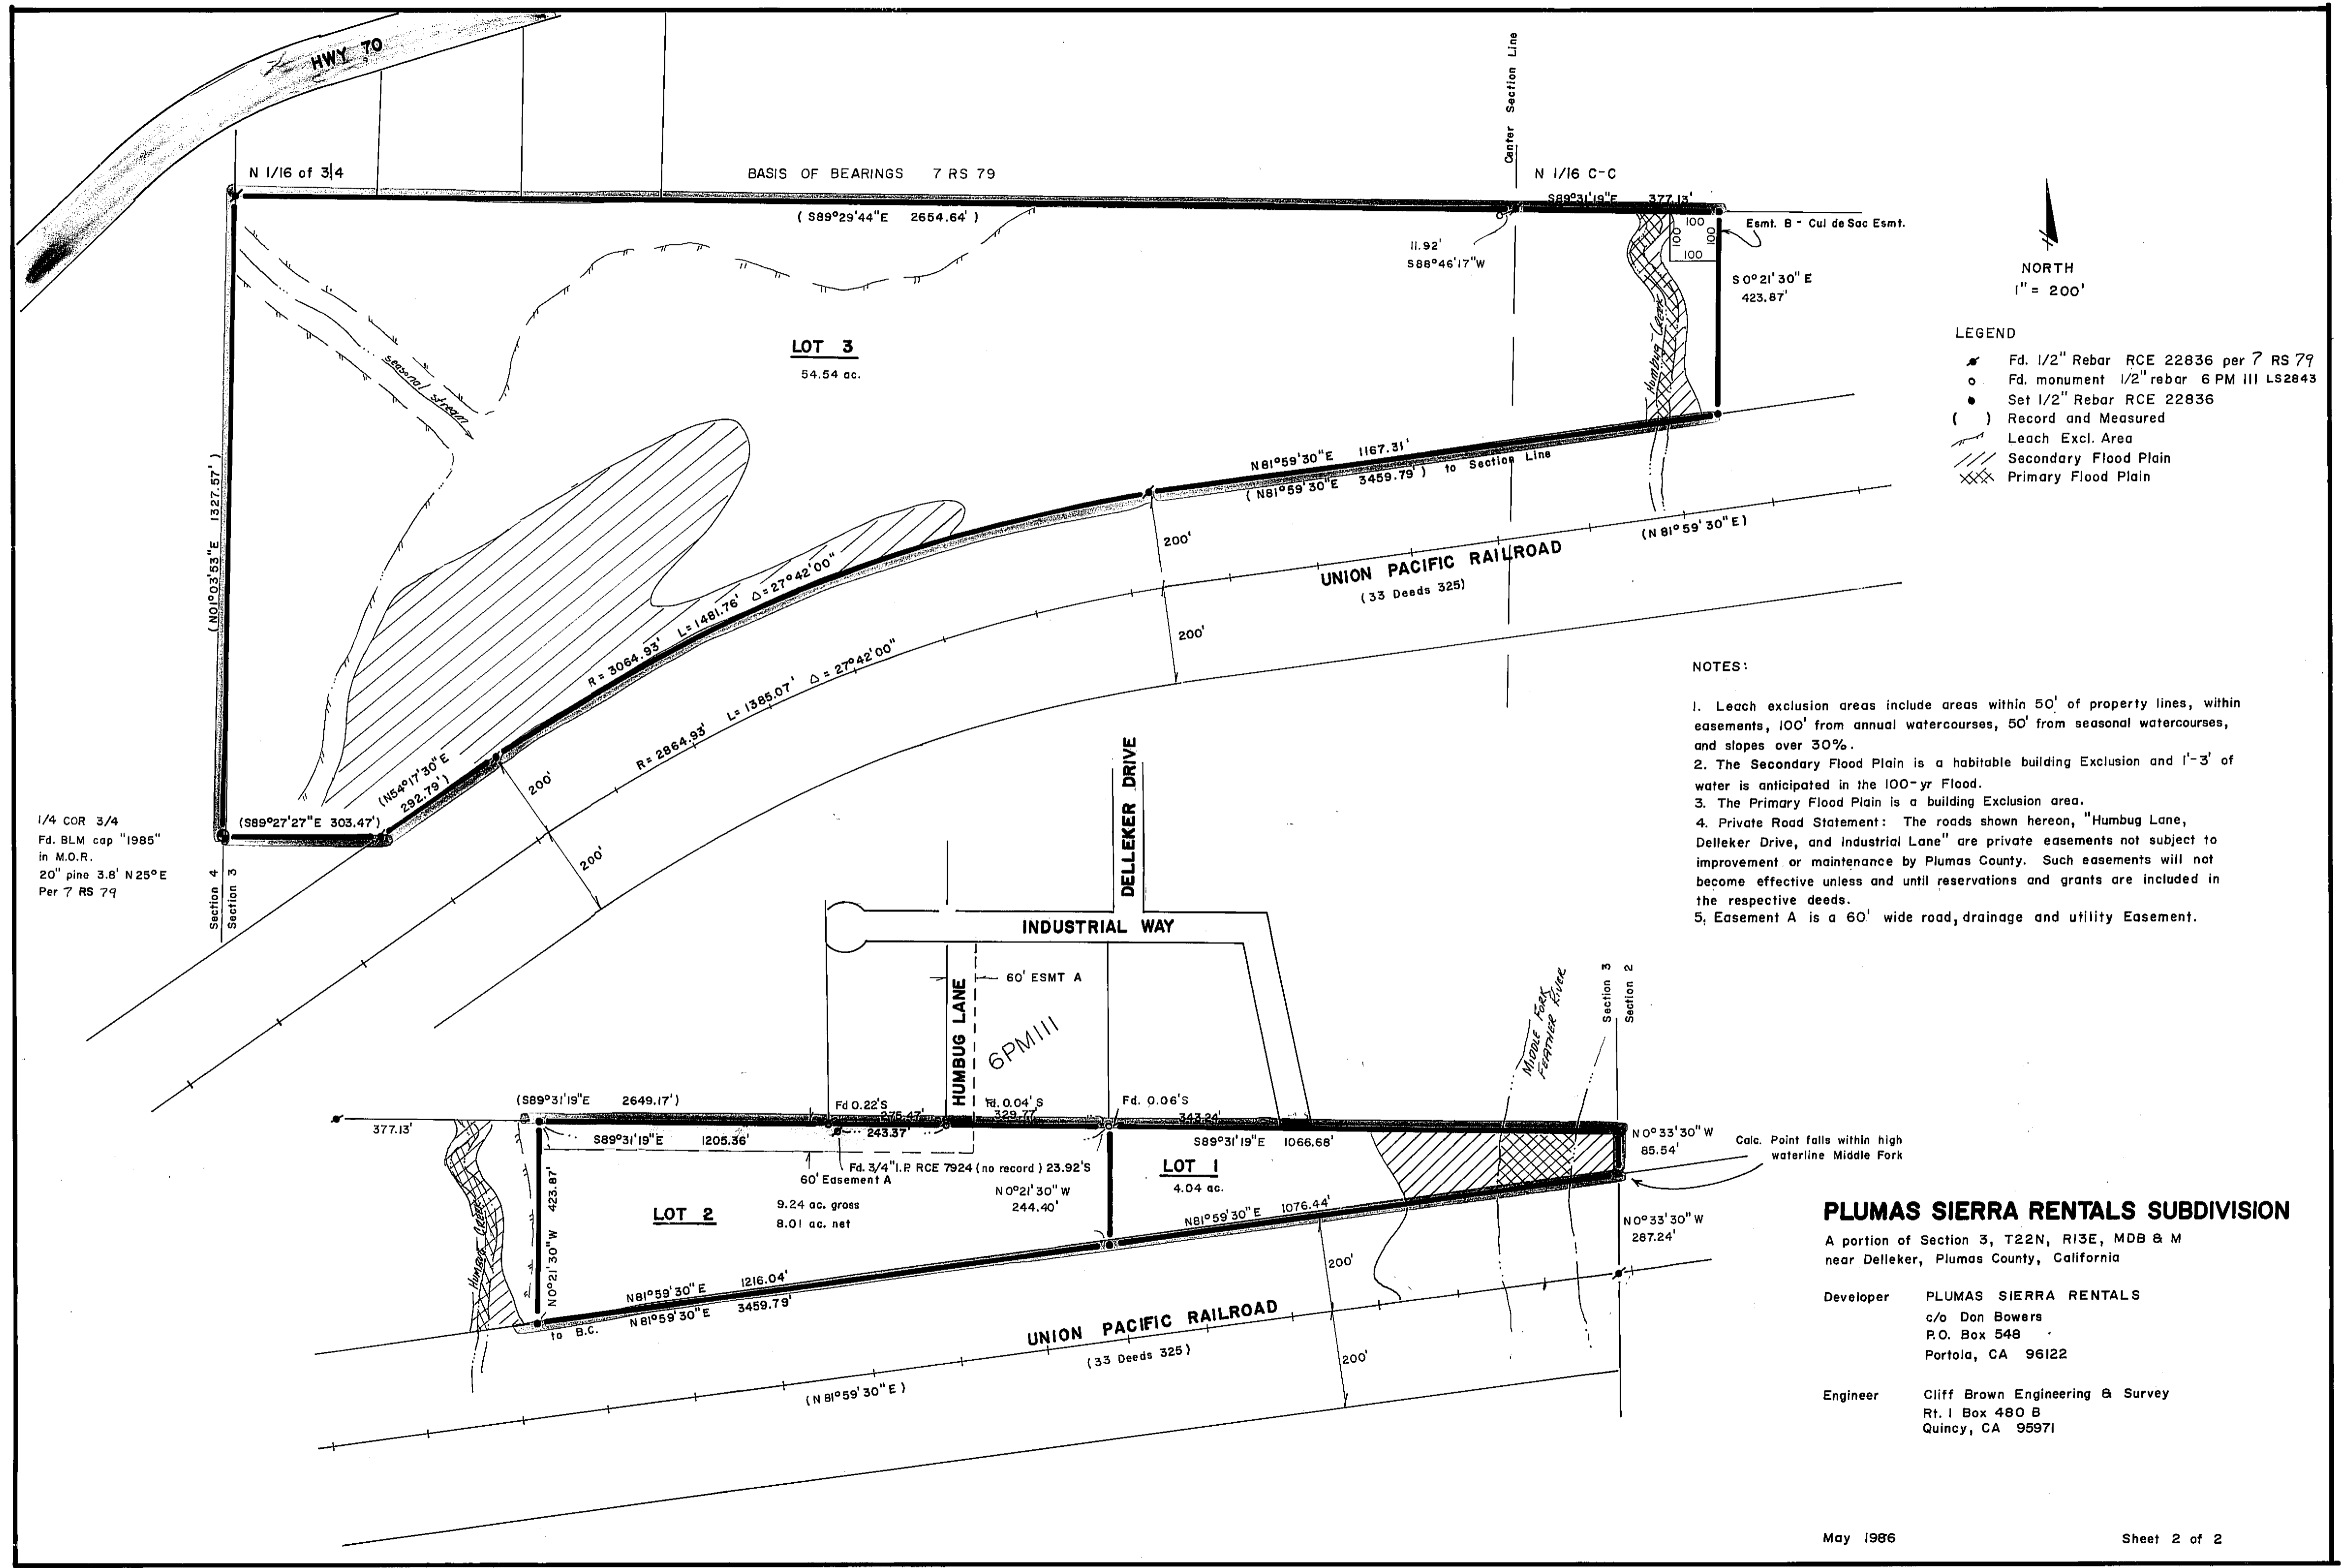 HWY 70
N 1/16 of 3/4
BASIS OF BEARINGS 7 RS 79
Center Section Line
N 1/16 C-C
(S89°29'44"E 2654.64')
S89°31'19"E 377.13'
Esmt. B - Cul de Sac Esmt.
100
100
100
100
11.92'
S88°46'17"W
S0°21'30"E
423.87'
Humbug Creek
seasonal stream
LOT 3
54.54 ac.
(N01°03'53"E 1327.57')
N81°59'30"E 1167.31'
(N81°59'30"E 3459.79') to Section Line
(N81°59'30"E)
UNION PACIFIC RAILROAD
(33 Deeds 325)
200'
200'
R=3064.93' L=1481.76' Δ=27°42'00"
R=2864.93' L=1385.07' Δ=27°42'00"
(N54°17'30"E
292.79')
(S89°27'27"E 303.47')
200'
200'
1/4 COR 3/4
Fd. BLM cap "1985"
in M.O.R.
20" pine 3.8' N25°E
Per 7 RS 79
Section 4
Section 3
NORTH
1"=200'
LEGEND
Fd. 1/2" Rebar RCE 22836 per 7 RS 79
Fd. monument 1/2" rebar 6 PM 111 LS2843
Set 1/2" Rebar RCE 22836
( ) Record and Measured
Leach Excl. Area
Secondary Flood Plain
Primary Flood Plain
NOTES:
1. Leach exclusion areas include areas within 50' of property lines, within
easements, 100' from annual watercourses, 50' from seasonal watercourses,
and slopes over 30%.
2. The Secondary Flood Plain is a habitable building Exclusion and 1'-3' of
water is anticipated in the 100-yr Flood.
3. The Primary Flood Plain is a building Exclusion area.
4. Private Road Statement: The roads shown hereon, "Humbug Lane,
Delleker Drive, and Industrial Lane" are private easements not subject to
improvement or maintenance by Plumas County. Such easements will not
become effective unless and until reservations and grants are included in
the respective deeds.
5. Easement A is a 60' wide road, drainage and utility Easement.
DELLEKER DRIVE
INDUSTRIAL WAY
HUMBUG LANE
60' ESMT A
6PM111
MIDDLE FORK
FEATHER RIVER
Section 3
Section 2
(S89°31'19"E 2649.17')
377.13'
Fd 0.22'S
275.47'
Fd. 0.04'S
329.77'
Fd. 0.06'S
343.24'
S89°31'19"E 1205.36'
243.37'
S89°31'19"E 1066.68'
N0°33'30"W
85.54'
Calc. Point falls within high
waterline Middle Fork
Fd. 3/4" I.P. RCE 7924 (no record) 23.92'S
60' Easement A
LOT 1
4.04 ac.
N0°21'30"W
244.40'
9.24 ac. gross
8.01 ac. net
LOT 2
N0°21'30"W 423.87'
Humbug Creek
N81°59'30"E 1076.44'
N0°33'30"W
287.24'
N81°59'30"E 1216.04'
N81°59'30"E 3459.79'
to B.C.
200'
200'
UNION PACIFIC RAILROAD
(33 Deeds 325)
(N81°59'30"E)
PLUMAS SIERRA RENTALS SUBDIVISION
A portion of Section 3, T22N, R13E, MDB & M
near Delleker, Plumas County, California
Developer PLUMAS SIERRA RENTALS
c/o Don Bowers
P.O. Box 548
Portola, CA 96122
Engineer Cliff Brown Engineering & Survey
Rt. 1 Box 480 B
Quincy, CA 95971
May 1986
Sheet 2 of 2